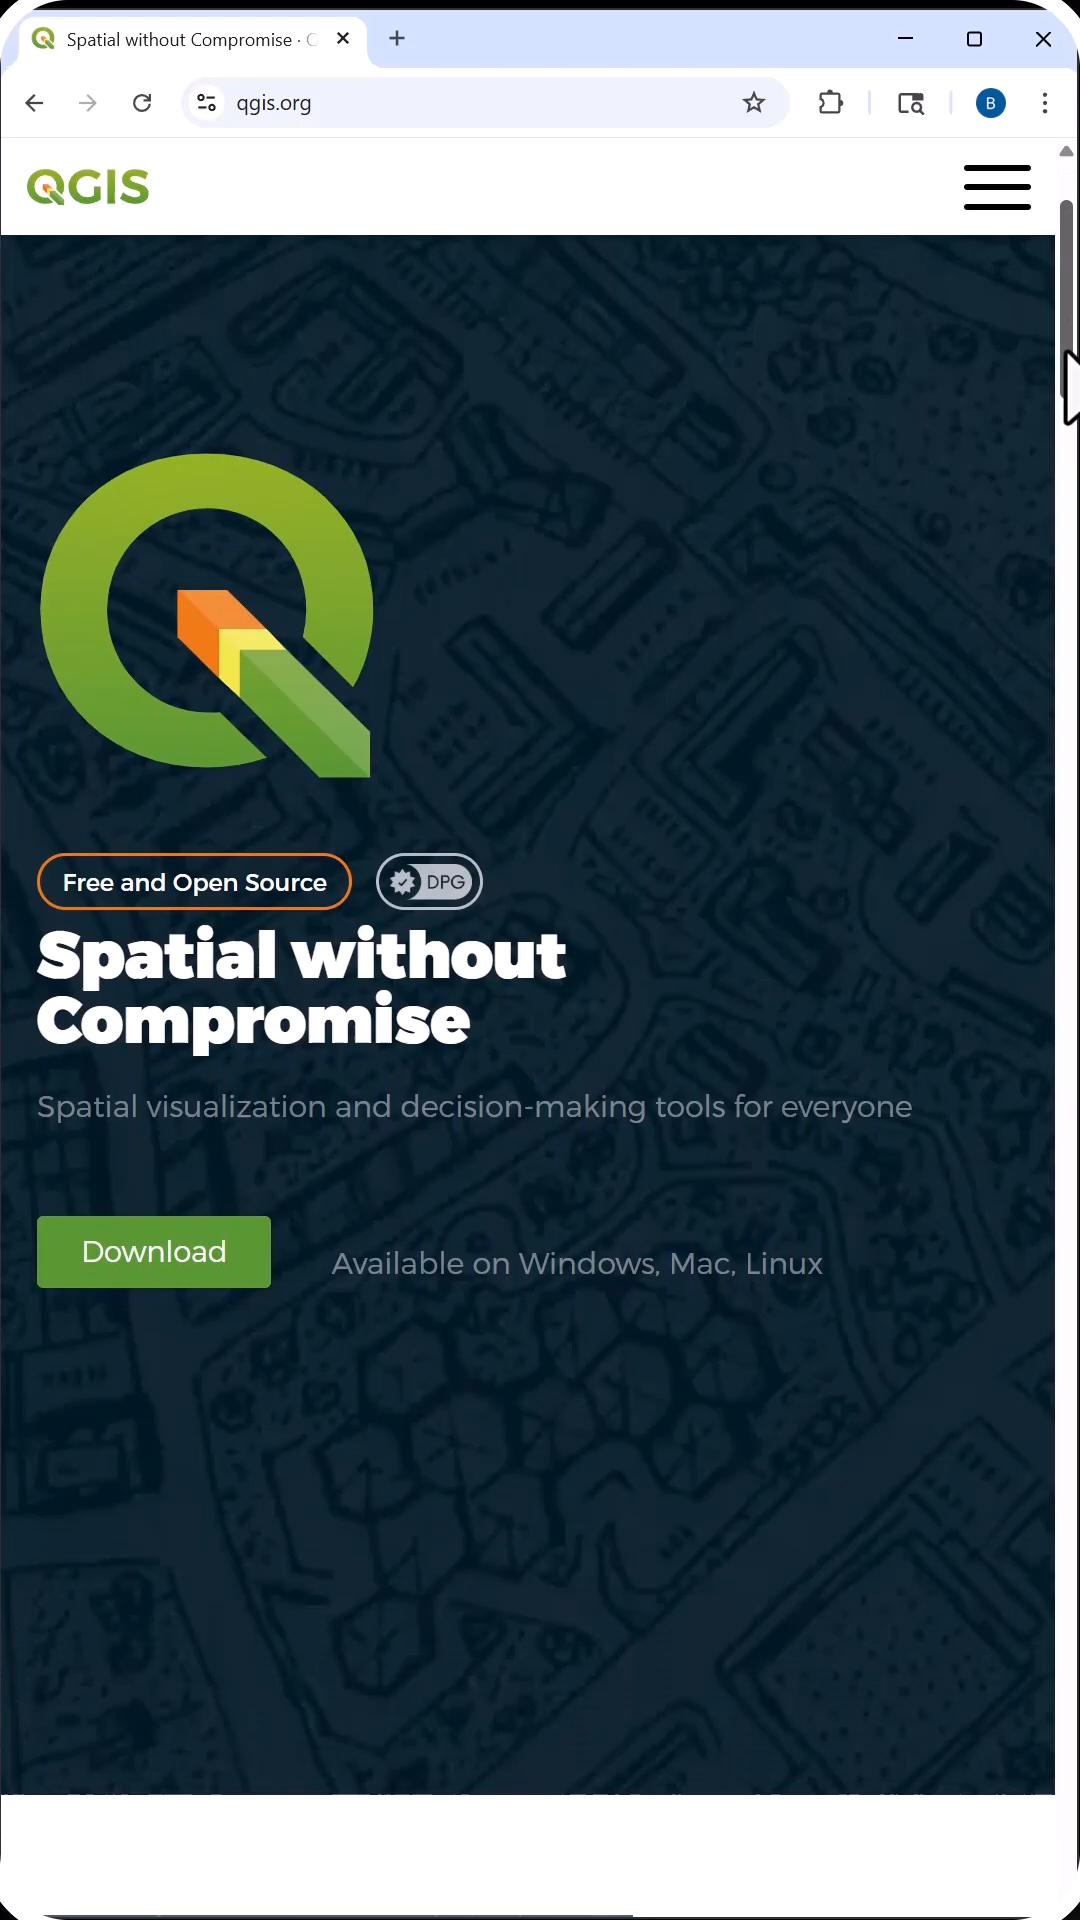 Spatial without Compromise ·
qgis.org
B
QGIS
Free and Open Source
DPG
Spatial without
Compromise
Spatial visualization and decision-making tools for everyone
Download
Available on Windows, Mac, Linux